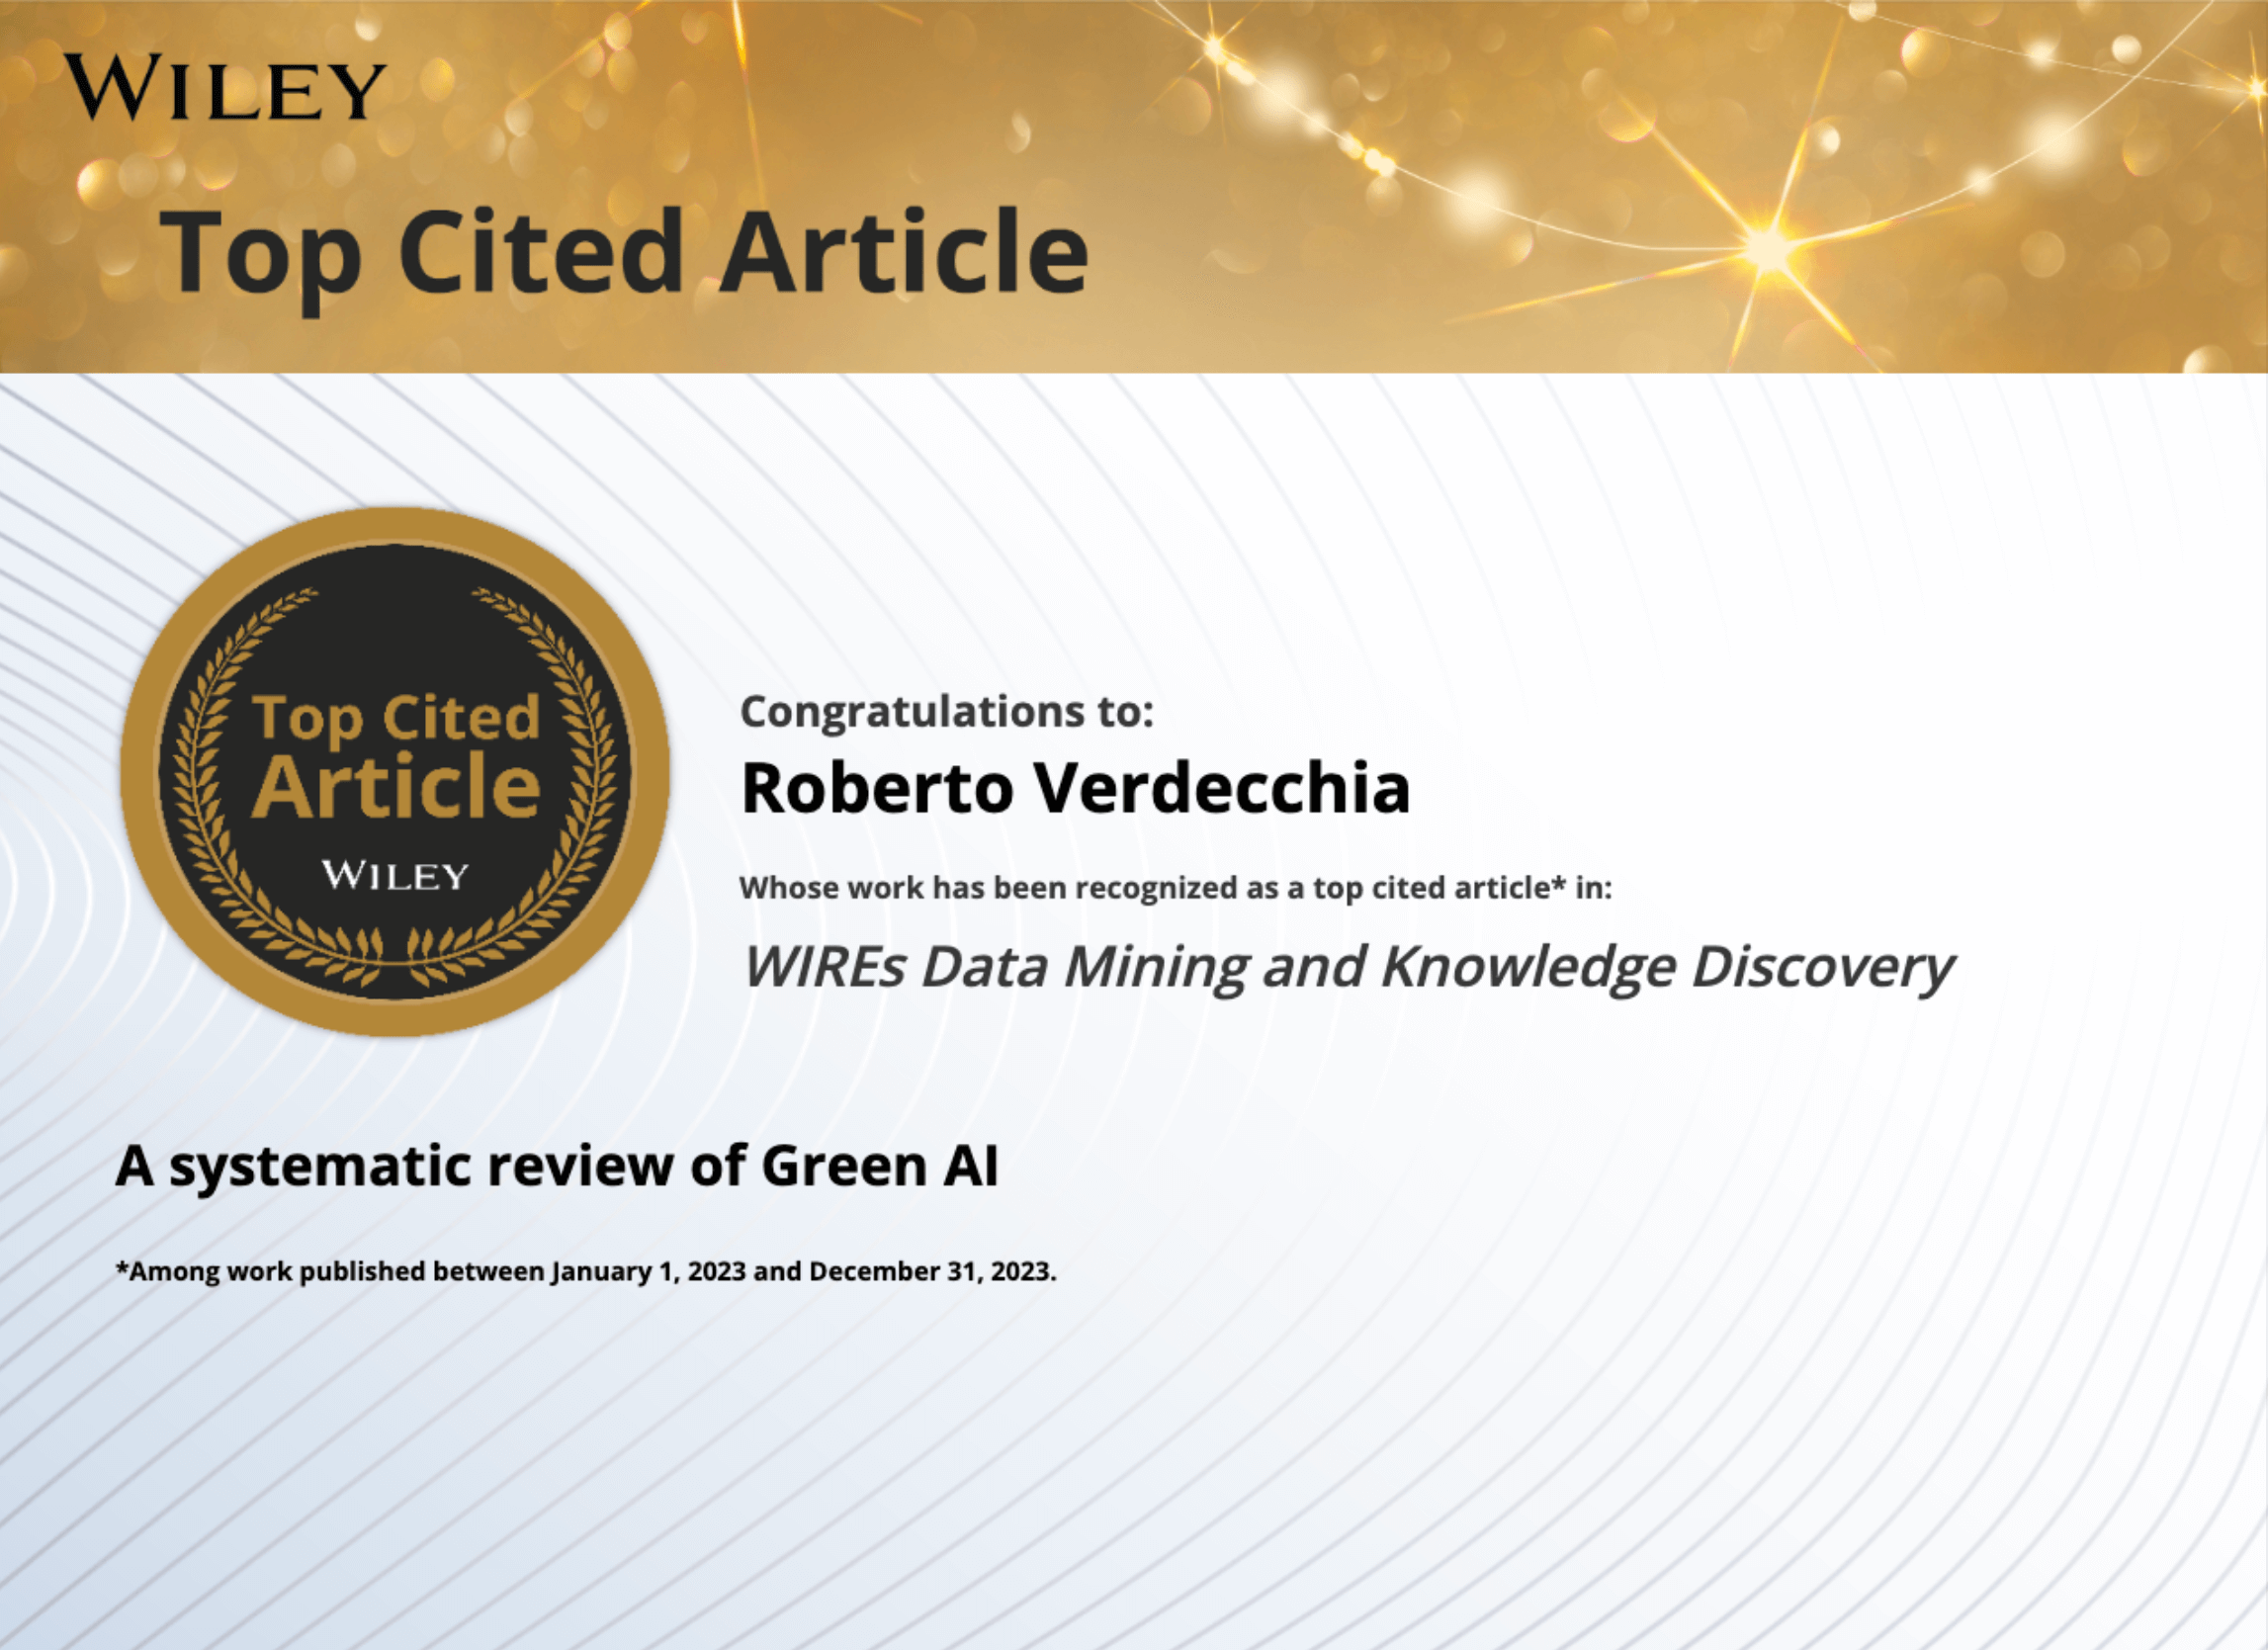 WILEY
Top Cited Article
Top Cited
Article
WILEY
Congratulations to:
Roberto Verdecchia
Whose work has been recognized as a top cited article* in:
WIREs Data Mining and Knowledge Discovery
A systematic review of Green AI
*Among work published between January 1, 2023 and December 31, 2023.